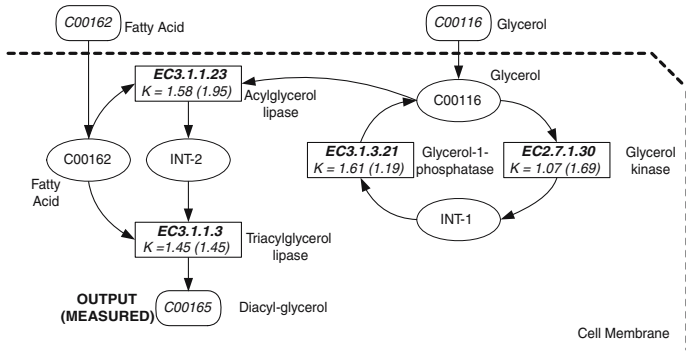 C00162 Fatty Acid
C00116 Glycerol
EC3.1.1.23
K = 1.58 (1.95)
Acylglycerol
lipase
Glycerol
C00116
C00162
Fatty
Acid
INT-2
EC3.1.3.21
K = 1.61 (1.19)
Glycerol-1-
phosphatase
EC2.7.1.30
K = 1.07 (1.69)
Glycerol
kinase
INT-1
EC3.1.1.3
K =1.45 (1.45)
Triacylglycerol
lipase
OUTPUT
(MEASURED)
C00165
Diacyl-glycerol
Cell Membrane